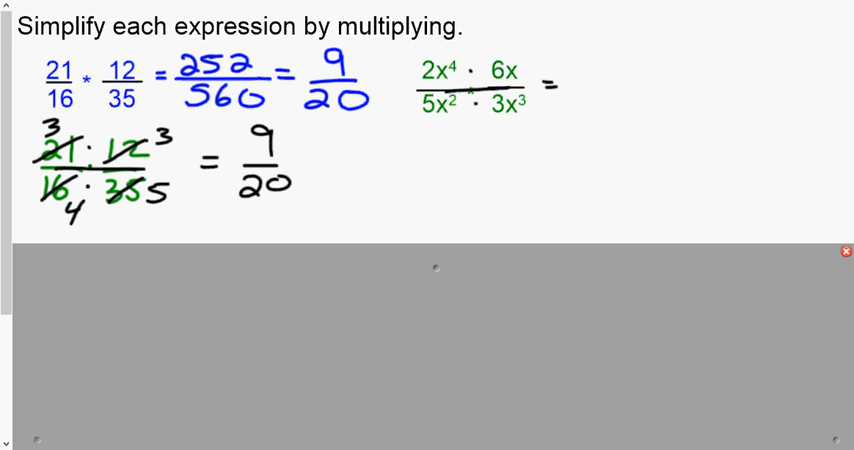 Simplify each expression by multiplying.
21/16 * 12/35 = 252/560 = 9/20
3 21 · 12 3 / 4 16 · 35 5 = 9/20
2x⁴ · 6x / 5x² · 3x³ =